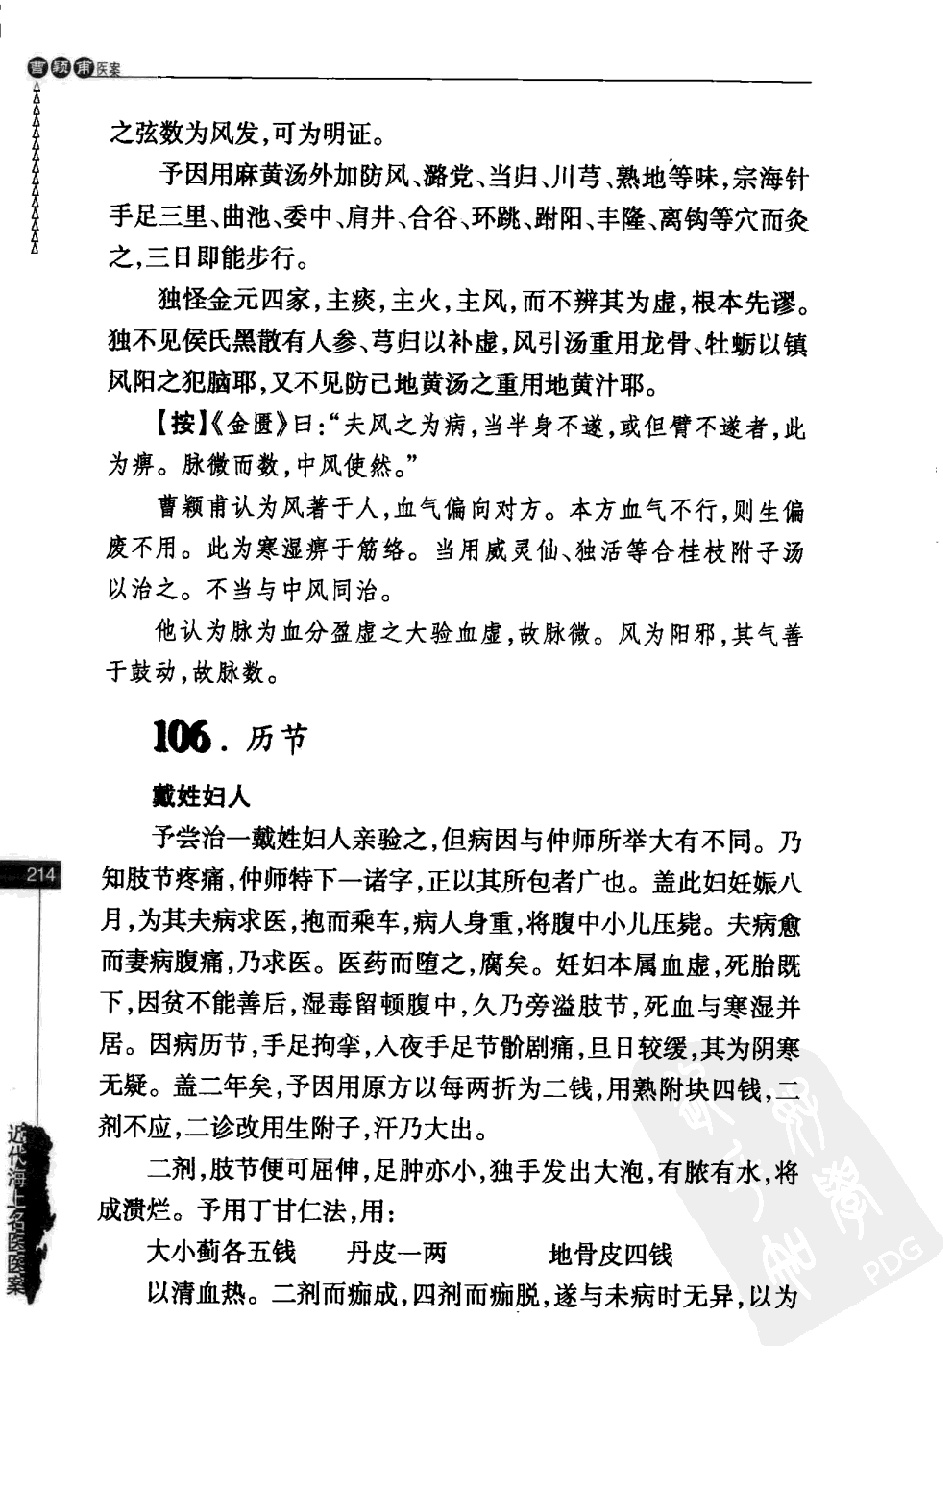 曹颖甫医案
之弦数为风发,可为明证。
予因用麻黄汤外加防风、潞党、当归、川芎、熟地等味,宗海针
手足三里、曲池、委中、肩井、合谷、环跳、跗阳、丰隆、离钩等穴而灸
之,三日即能步行。
独怪金元四家,主痰,主火,主风,而不辨其为虚,根本先谬。
独不见侯氏黑散有人参、芎归以补虚,风引汤重用龙骨、牡蛎以镇
风阳之犯脑耶,又不见防己地黄汤之重用地黄汁耶。
【按】《金匮》曰:“夫风之为病,当半身不遂,或但臂不遂者,此
为痹。脉微而数,中风使然。”
曹颖甫认为风著于人,血气偏向对方。本方血气不行,则生偏
废不用。此为寒湿痹于筋络。当用威灵仙、独活等合桂枝附子汤
以治之。不当与中风同治。
他认为脉为血分盈虚之大验血虚,故脉微。风为阳邪,其气善
于鼓动,故脉数。
106. 历节
戴姓妇人
予尝治一戴姓妇人亲验之,但病因与仲师所举大有不同。乃
知肢节疼痛,仲师特下一诸字,正以其所包者广也。盖此妇妊娠八
月,为其夫病求医,抱而乘车,病人身重,将腹中小儿压毙。夫病愈
而妻病腹痛,乃求医。医药而堕之,腐矣。妊妇本属血虚,死胎既
下,因贫不能善后,湿毒留顿腹中,久乃旁溢肢节,死血与寒湿并
居。因病历节,手足拘挛,入夜手足节骱剧痛,旦日较缓,其为阴寒
无疑。盖二年矣,予因用原方以每两折为二钱,用熟附块四钱,二
剂不应,二诊改用生附子,汗乃大出。
二剂,肢节便可屈伸,足肿亦小,独手发出大泡,有脓有水,将
成溃烂。予用丁甘仁法,用:
大小蓟各五钱 丹皮一两 地骨皮四钱
以清血热。二剂而痂成,四剂而痂脱,遂与未病时无异,以为
214
近代海上名医医案
PDG